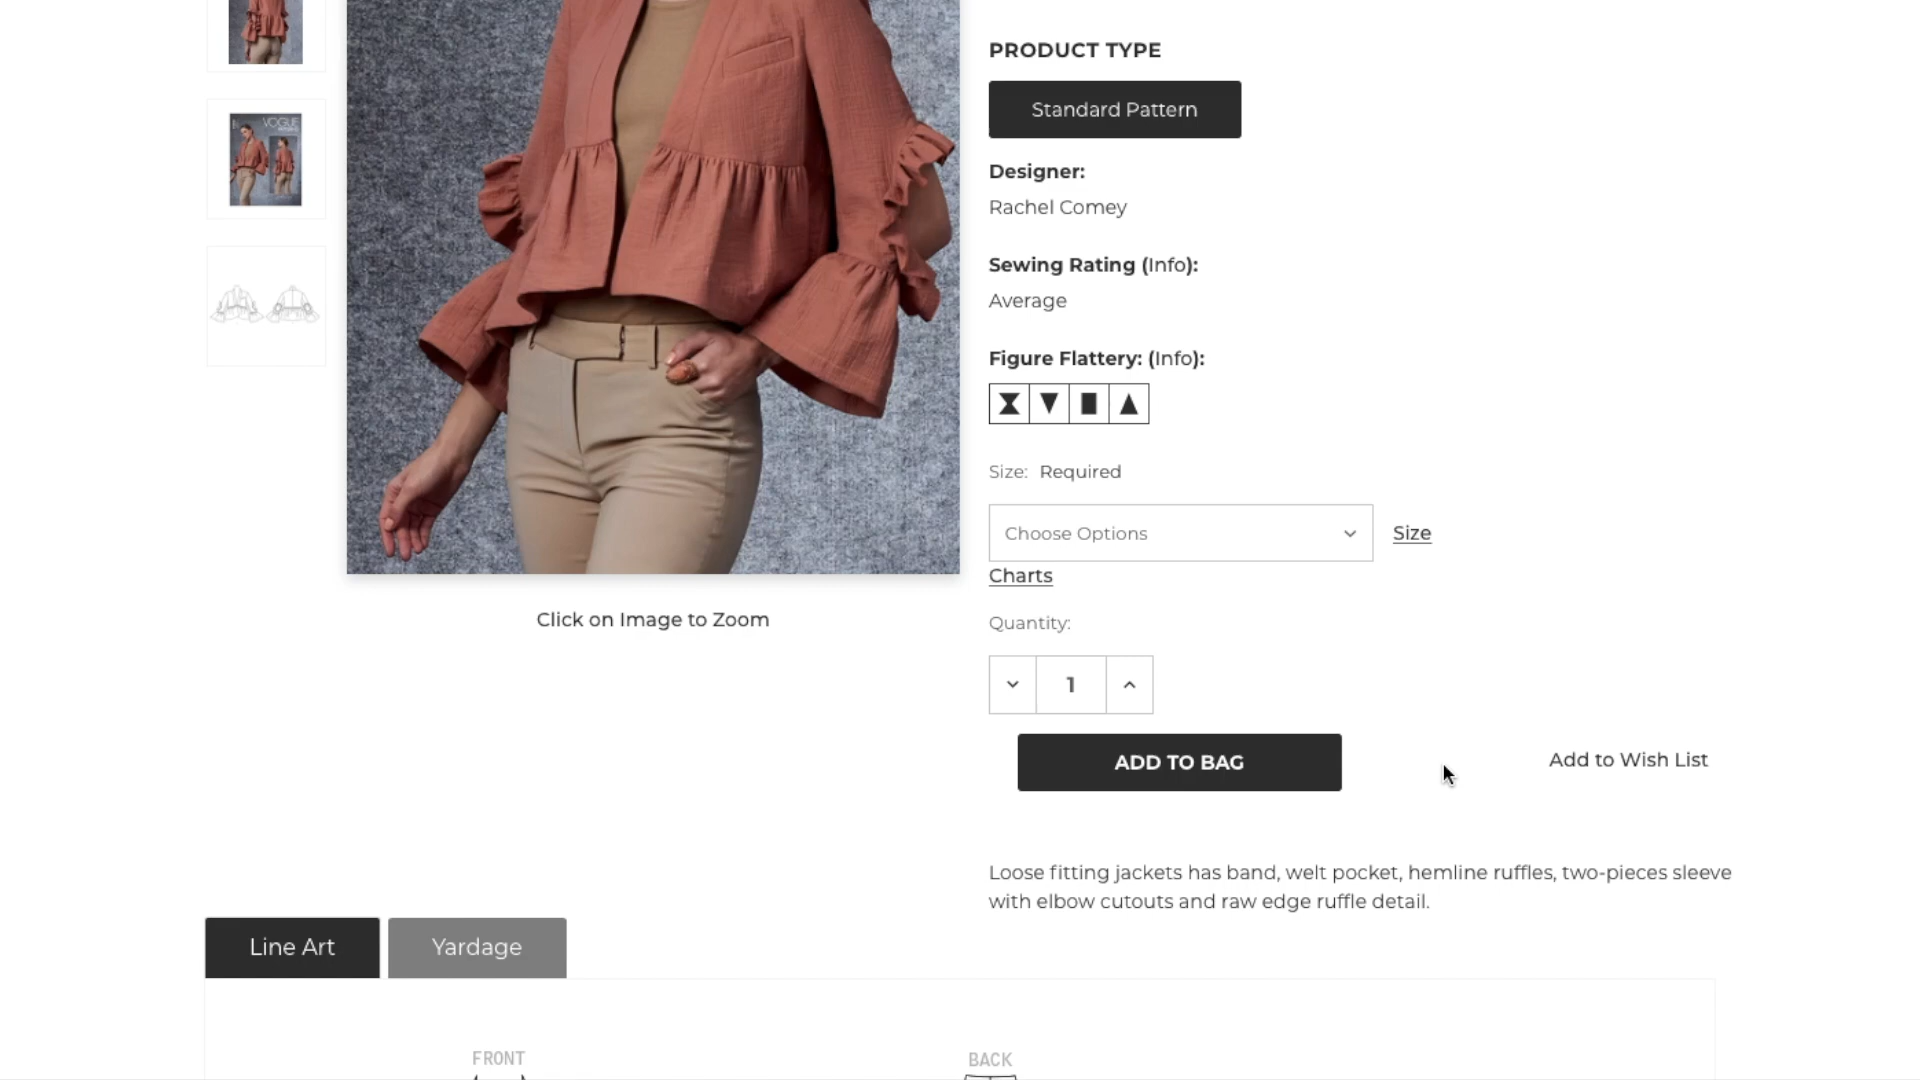 VOGUE
PRODUCT TYPE
Standard Pattern
Designer:
Rachel Comey
Sewing Rating (Info):
Average
Figure Flattery: (Info):
Size: Required
Choose Options
Size
Charts
Click on Image to Zoom
Quantity:
1
ADD TO BAG
Add to Wish List
Loose fitting jackets has band, welt pocket, hemline ruffles, two-pieces sleeve
with elbow cutouts and raw edge ruffle detail.
Line Art
Yardage
FRONT
BACK